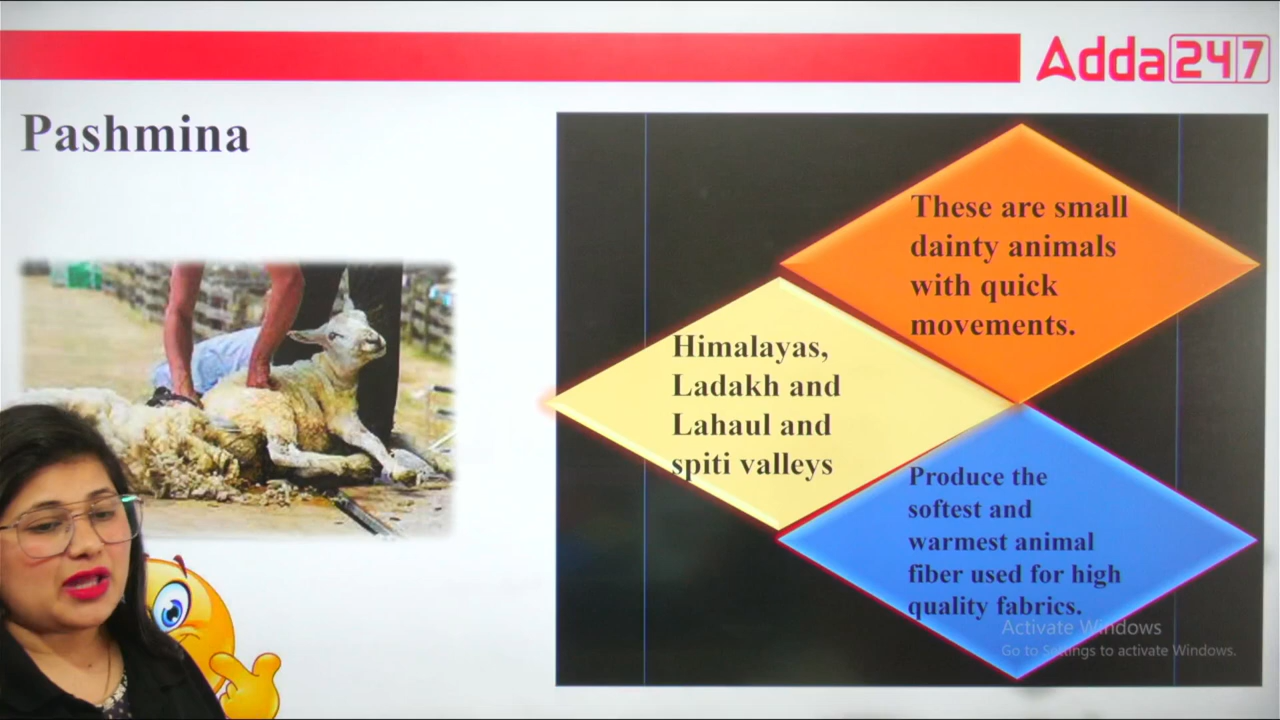 Adda247
Pashmina
These are small
dainty animals
with quick
movements.
Himalayas,
Ladakh and
Lahaul and
spiti valleys
Produce the
softest and
warmest animal
fiber used for high
quality fabrics.
Activate Windows
Go to Settings to activate Windows.